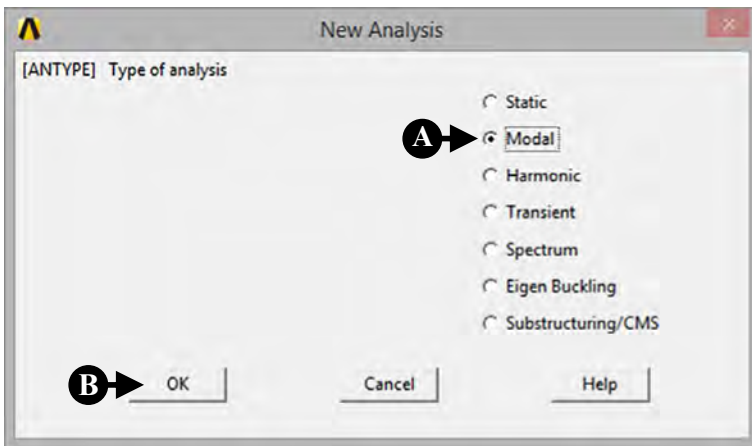 New Analysis
[ANTYPE] Type of analysis
Static
A Modal
Harmonic
Transient
Spectrum
Eigen Buckling
Substructuring/CMS
B OK Cancel Help